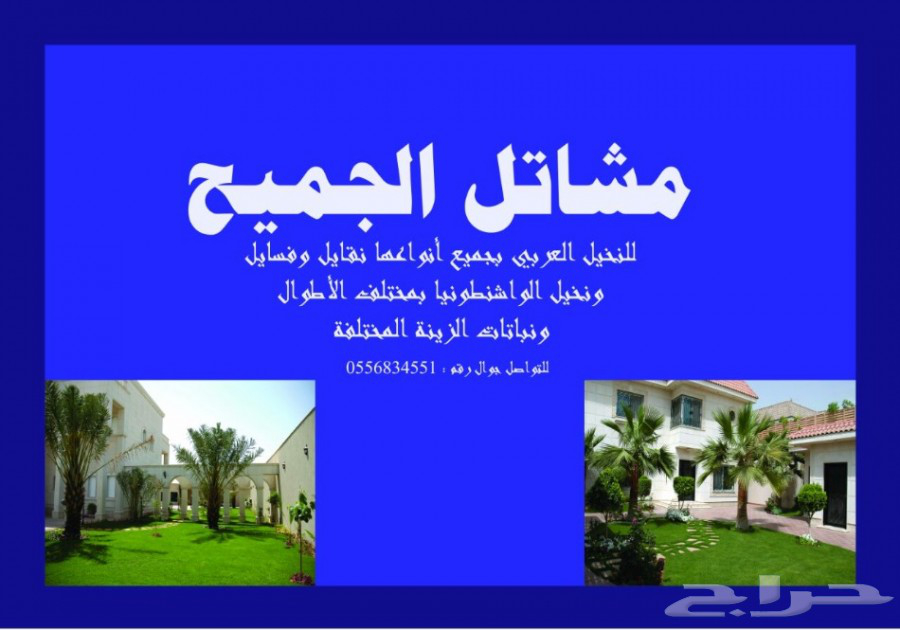 مشاتل الجميح
للنخيل العربي بجميع أنواعها نقايل وفسايل
ونخيل الواشنطونيا بمختلف الأطوال
ونباتات الزينة المختلفة
للتواصل جوال رقم : 0556834551
حراج